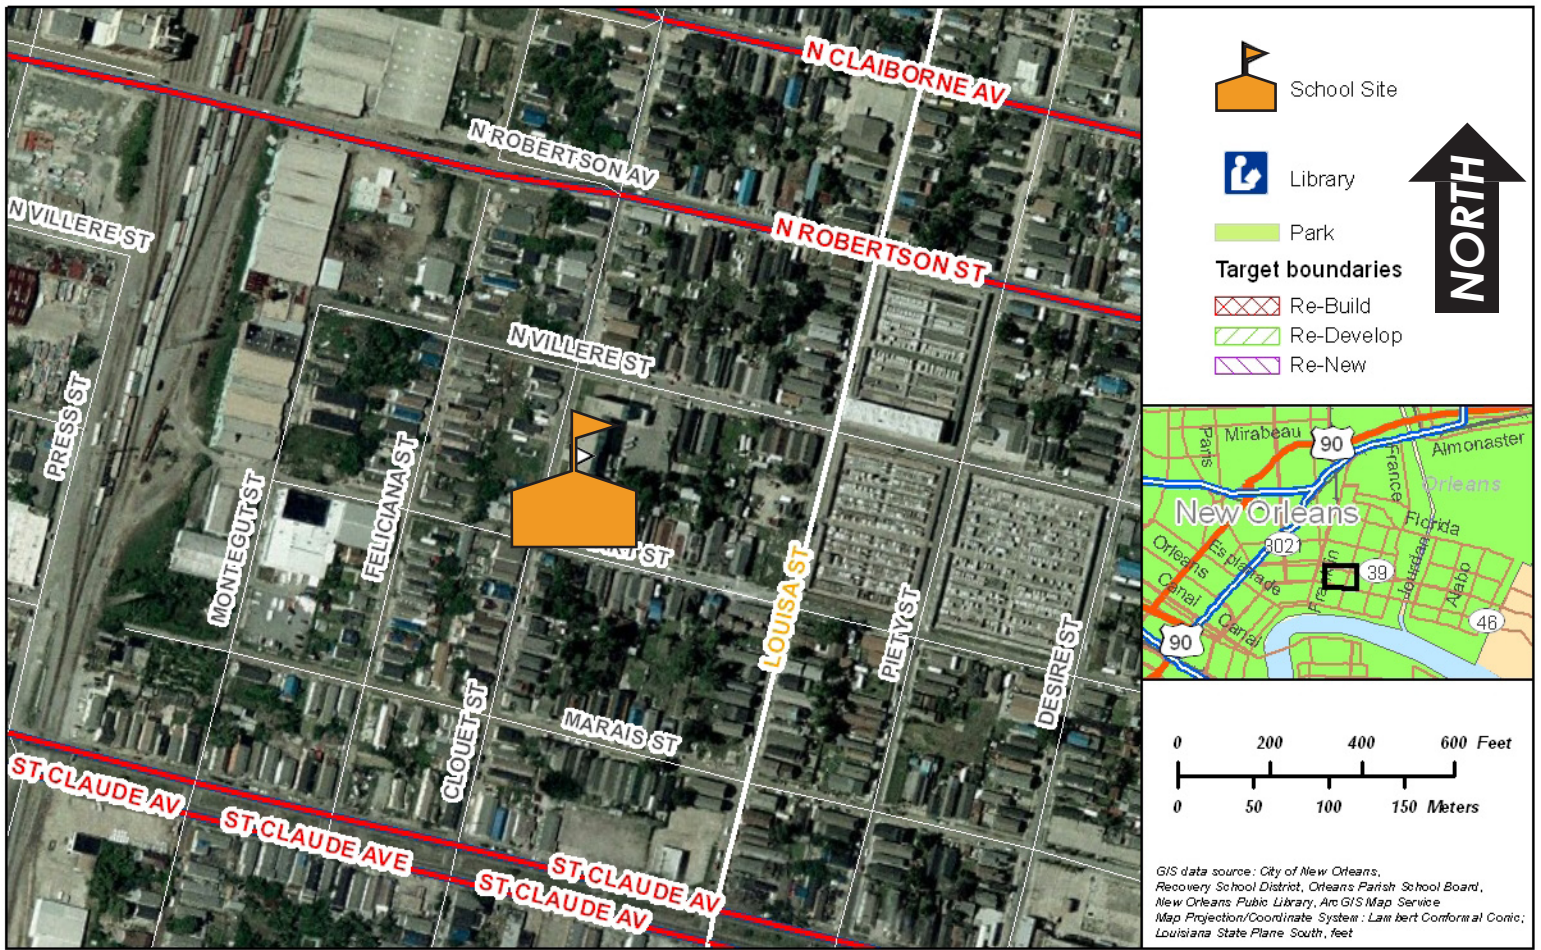 N CLAIBORNE AV
N ROBERTSON AV
N ROBERTSON ST
N VILLERE ST
N VILLERE ST
PRESS ST
MONTEGUT ST
FELICIANA ST
ST
LOUISA ST
PIETY ST
DESIRE ST
CLOUET ST
MARAIS ST
ST CLAUDE AV
ST CLAUDE AVE
ST CLAUDE AV
ST CLAUDE AV
School Site
Library
Park
Target boundaries
Re-Build
Re-Develop
Re-New
NORTH
Paris
Mirabeau
90
France
Almonaster
Orleans
New Orleans
Florida
3021
Orleans
Esplanade
39
Jourdan
Alabo
Canal
Canal
46
90
0 200 400 600 Feet
0 50 100 150 Meters
GIS data source: City of New Orleans,
Recovery School District, Orleans Parish School Board,
New Orleans Pubic Library, ArcGIS Map Service
Map Projection/Coordinate System: Lambert Conformal Conic;
Louisiana State Plane South, feet